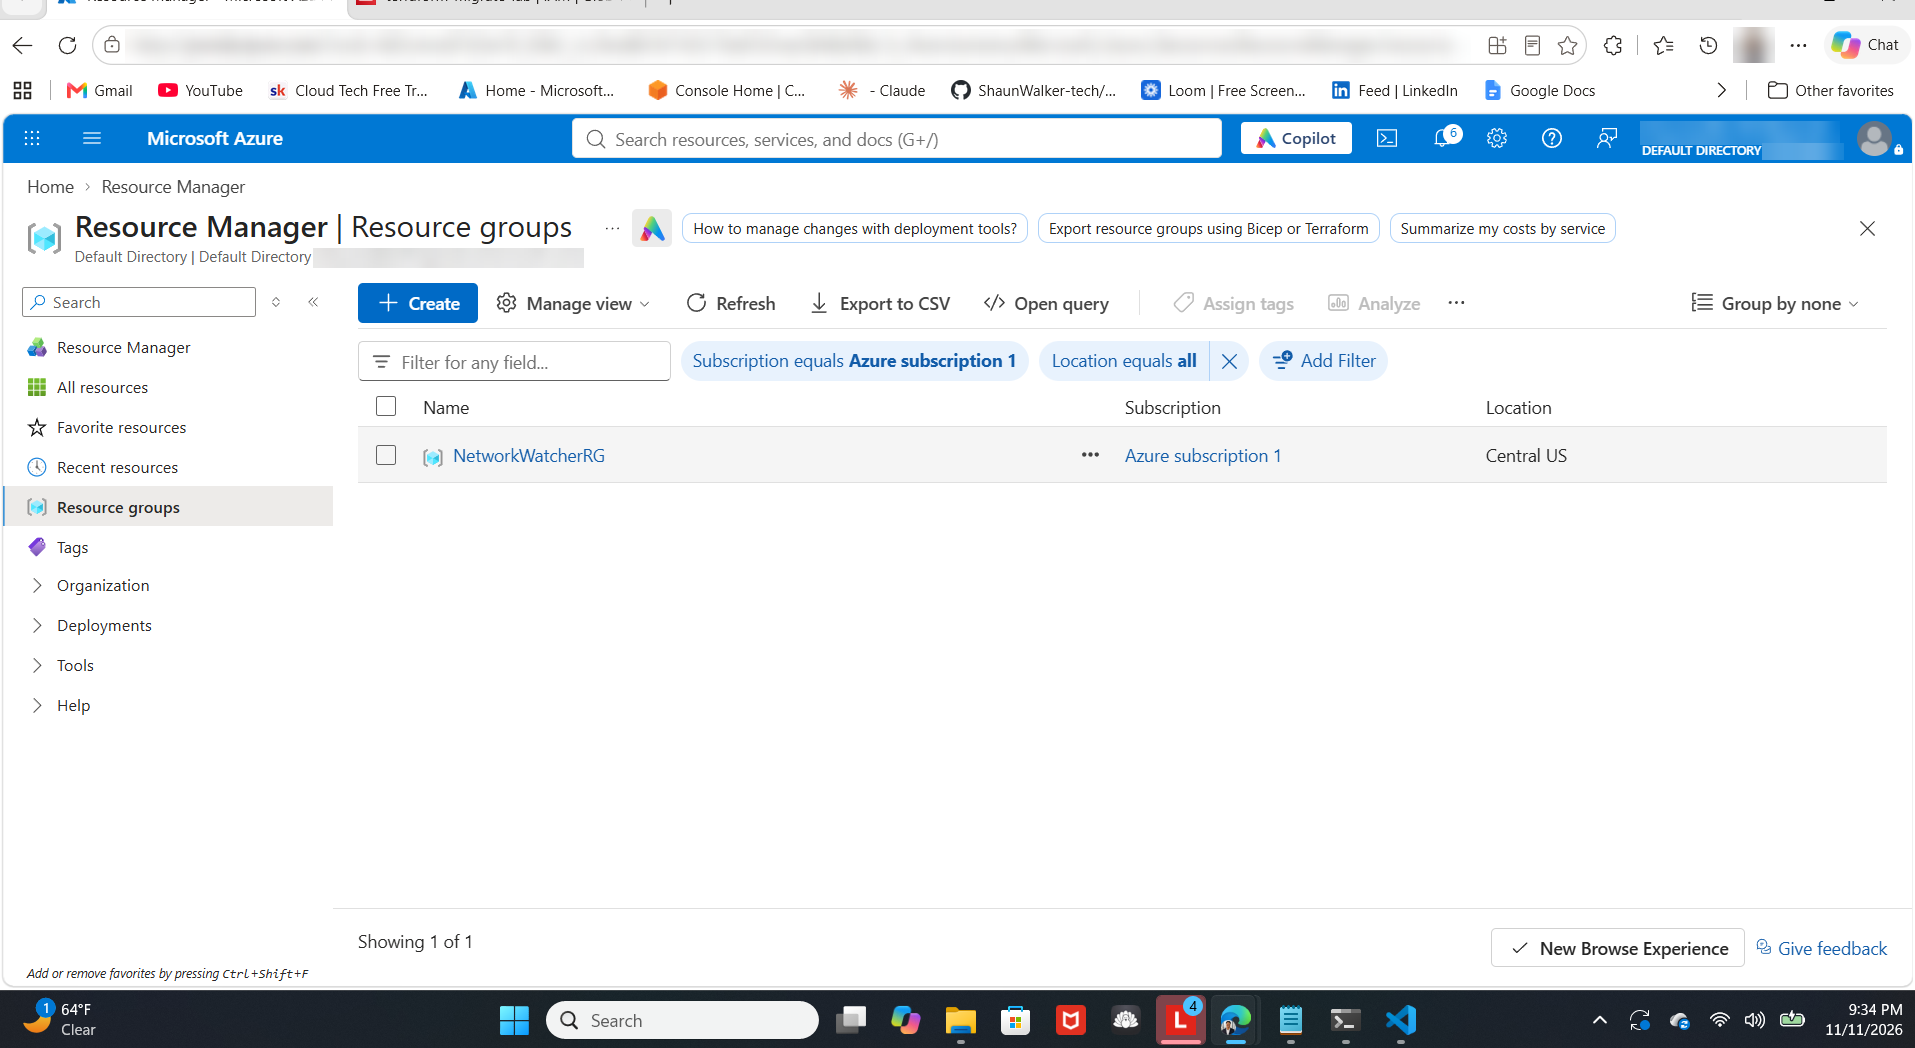 Chat
Gmail
YouTube
sk
Cloud Tech Free Tr...
Home - Microsoft...
Console Home | C...
- Claude
ShaunWalker-tech/...
Loom | Free Screen...
Feed | LinkedIn
Google Docs
Other favorites
Microsoft Azure
Search resources, services, and docs (G+/)
Copilot
6
DEFAULT DIRECTORY
Home > Resource Manager
Resource Manager | Resource groups
...
How to manage changes with deployment tools?
Export resource groups using Bicep or Terraform
Summarize my costs by service
Default Directory | Default Directory
Search
Create
Manage view
Refresh
Export to CSV
Open query
Assign tags
Analyze
Group by none
Resource Manager
All resources
Favorite resources
Recent resources
Resource groups
Tags
Organization
Deployments
Tools
Help
Filter for any field...
Subscription equals Azure subscription 1
Location equals all
Add Filter
Name Subscription Location
NetworkWatcherRG Azure subscription 1 Central US
Showing 1 of 1
New Browse Experience
Give feedback
Add or remove favorites by pressing Ctrl+Shift+F
1
64°F
Clear
Search
L
4
9:34 PM
11/11/2026